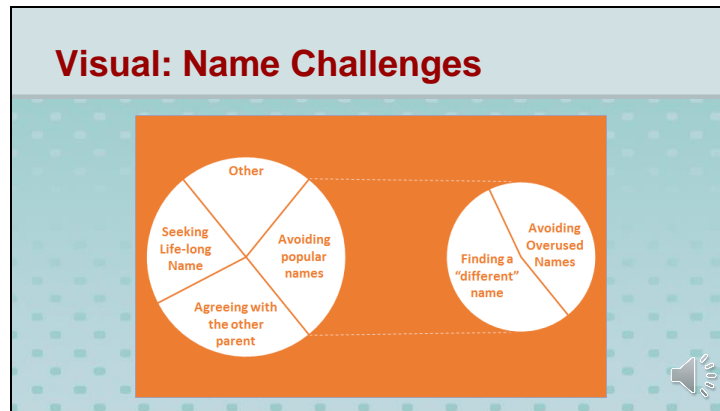 Visual: Name Challenges
Other
Seeking
Life-long
Name
Avoiding
popular
names
Agreeing with
the other
parent
Finding a
"different"
name
Avoiding
Overused
Names